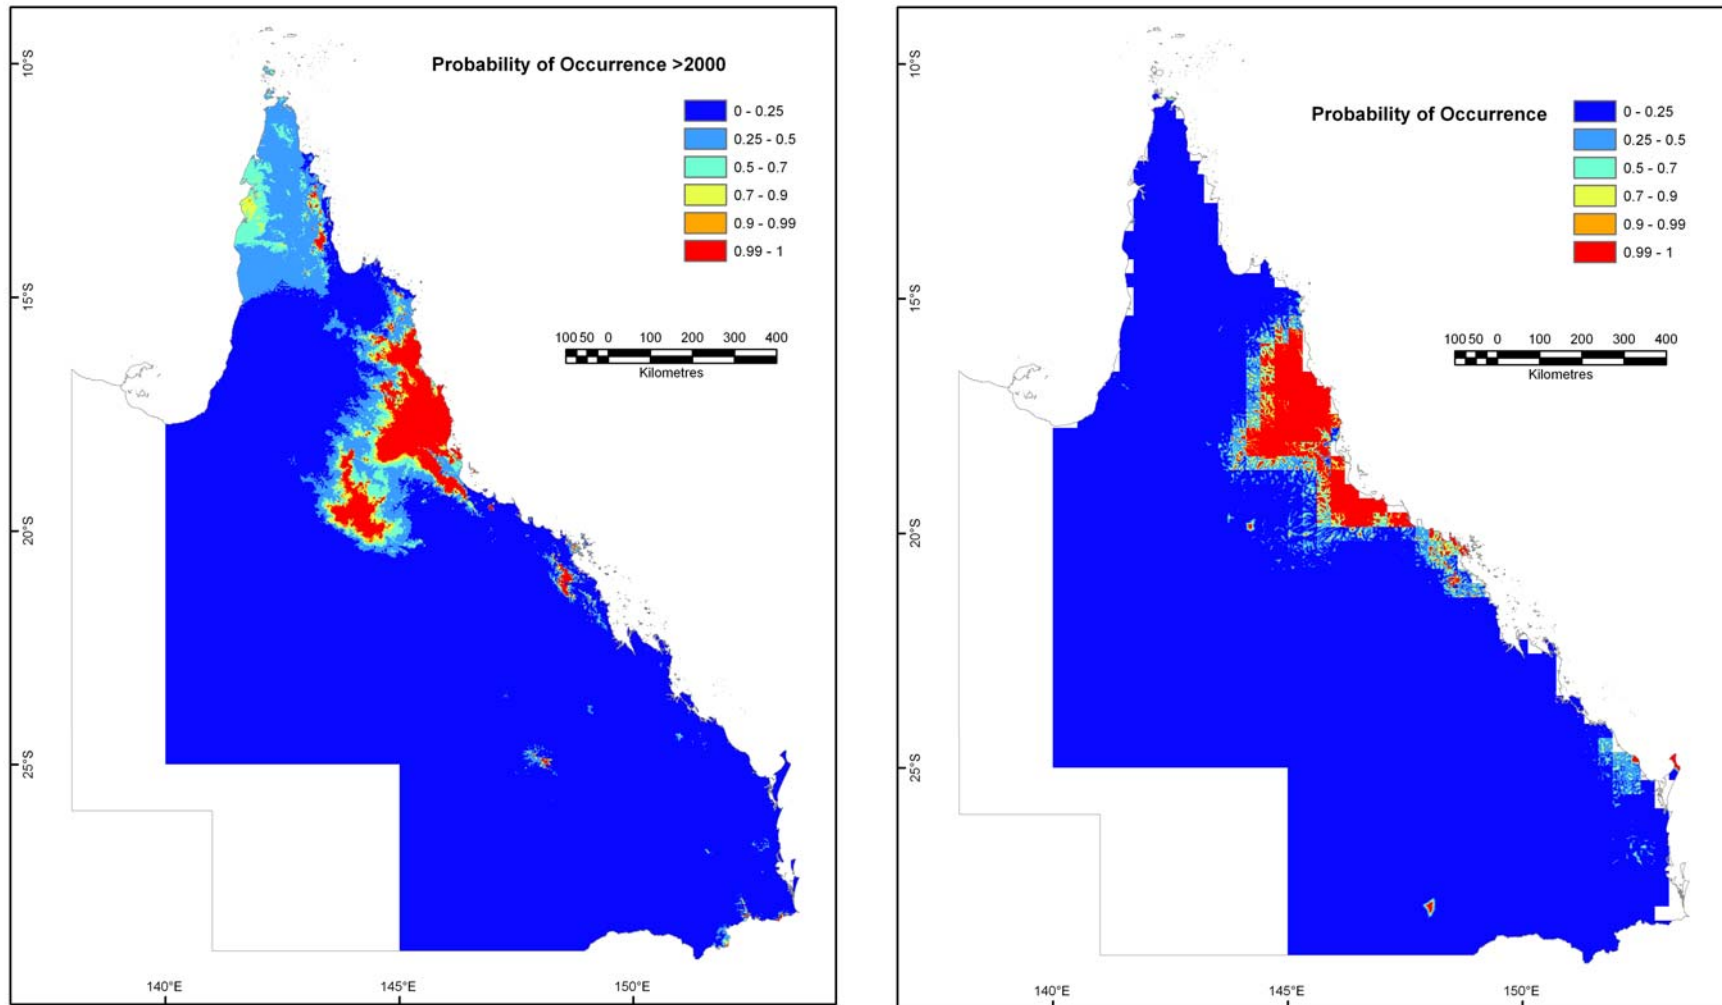 Probability of Occurrence >2000
0 - 0.25
0.25 - 0.5
0.5 - 0.7
0.7 - 0.9
0.9 - 0.99
0.99 - 1
100 50 0 100 200 300 400
Kilometres
10°S
15°S
20°S
25°S
140°E 145°E 150°E
Probability of Occurrence
0 - 0.25
0.25 - 0.5
0.5 - 0.7
0.7 - 0.9
0.9 - 0.99
0.99 - 1
100 50 0 100 200 300 400
Kilometres
10°S
15°S
20°S
25°S
140°E 145°E 150°E